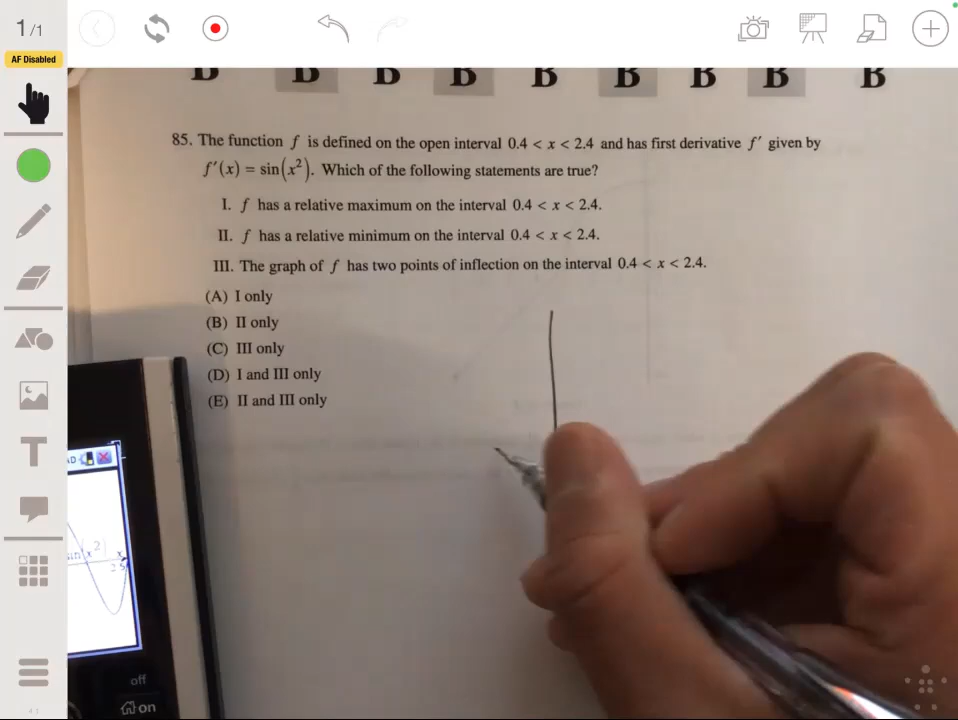 1/1
AF Disabled
B B B B B B B B B
85. The function f is defined on the open interval 0.4 < x < 2.4 and has first derivative f′ given by
f′(x) = sin(x²). Which of the following statements are true?
I. f has a relative maximum on the interval 0.4 < x < 2.4.
II. f has a relative minimum on the interval 0.4 < x < 2.4.
III. The graph of f has two points of inflection on the interval 0.4 < x < 2.4.
(A) I only
(B) II only
(C) III only
(D) I and III only
(E) II and III only
T
off
on